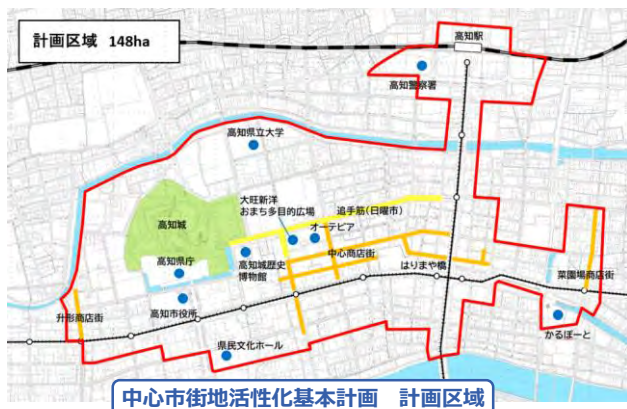 計画区域 148ha
高知駅
高知警察署
高知県立大学
大旺新洋
おまち多目的広場
追手筋(日曜市)
オーテピア
高知城
中心商店街
高知県庁
高知城歴史
博物館
はりまや橋
菜園場商店街
升形商店街
高知市役所
かるぽーと
県民文化ホール
中心市街地活性化基本計画 計画区域